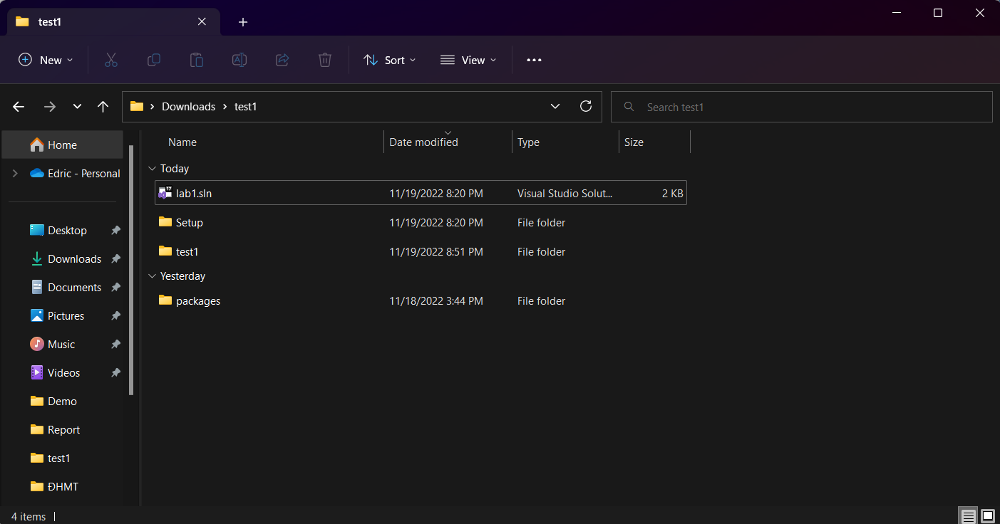 test1
New Sort View
Downloads test1 Search test1
Home
Edric - Personal
Desktop
Downloads
Documents
Pictures
Music
Videos
Demo
Report
test1
ĐHMT
Name Date modified Type Size
Today
lab1.sln 11/19/2022 8:20 PM Visual Studio Solut... 2 KB
Setup 11/19/2022 8:20 PM File folder
test1 11/19/2022 8:51 PM File folder
Yesterday
packages 11/18/2022 3:44 PM File folder
4 items